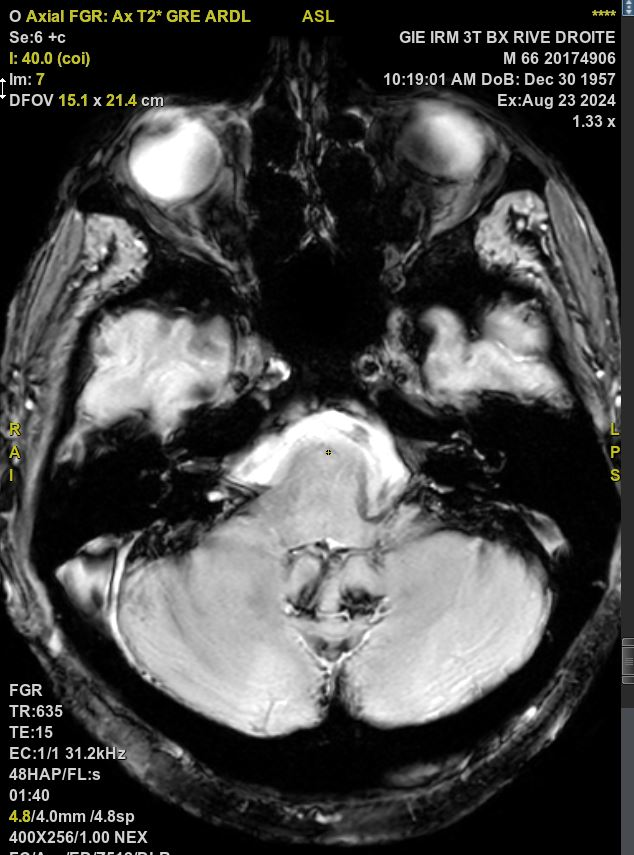 O Axial FGR: Ax T2* GRE ARDL
ASL
****
Se:6 +c
GIE IRM 3T BX RIVE DROITE
I: 40.0 (coi)
M 66 20174906
Im: 7
10:19:01 AM DoB: Dec 30 1957
DFOV 15.1 x 21.4 cm
Ex:Aug 23 2024
1.33 x
R
A
I
L
P
S
FGR
TR:635
TE:15
EC:1/1 31.2kHz
48HAP/FL:s
01:40
4.8/4.0mm /4.8sp
400X256/1.00 NEX